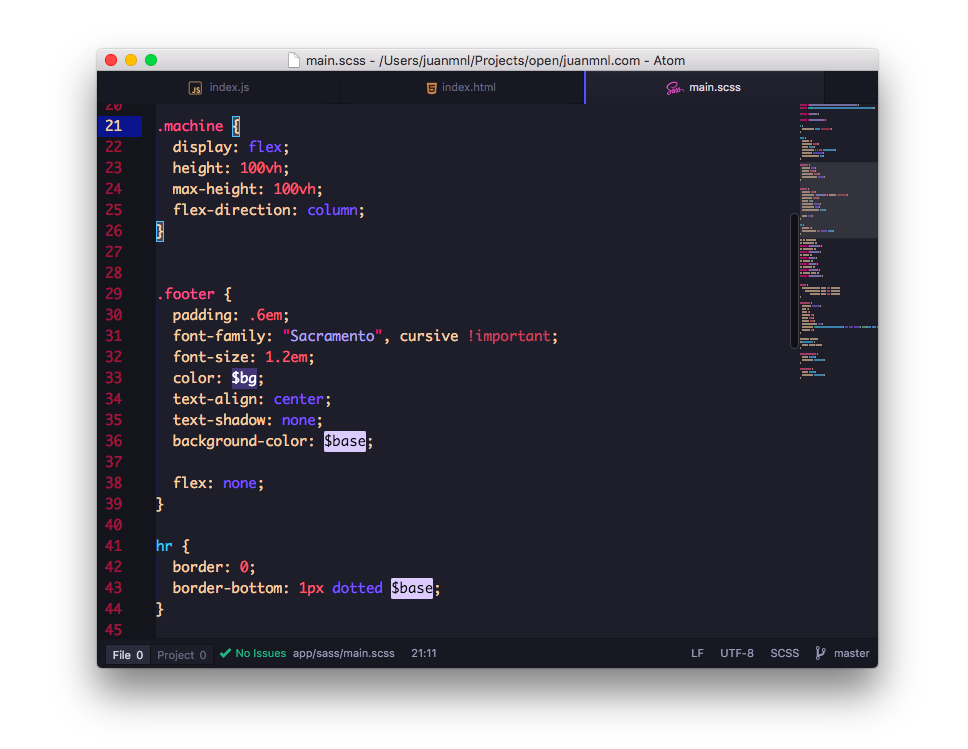 main.scss - /Users/juanmnl/Projects/open/juanmnl.com - Atom
index.js index.html main.scss
20
21 .machine {
22 display: flex;
23 height: 100vh;
24 max-height: 100vh;
25 flex-direction: column;
26 }
27
28
29 .footer {
30 padding: .6em;
31 font-family: "Sacramento", cursive !important;
32 font-size: 1.2em;
33 color: $bg;
34 text-align: center;
35 text-shadow: none;
36 background-color: $base;
37
38 flex: none;
39 }
40
41 hr {
42 border: 0;
43 border-bottom: 1px dotted $base;
44 }
45
File 0 Project 0 No Issues app/sass/main.scss 21:11 LF UTF-8 SCSS master